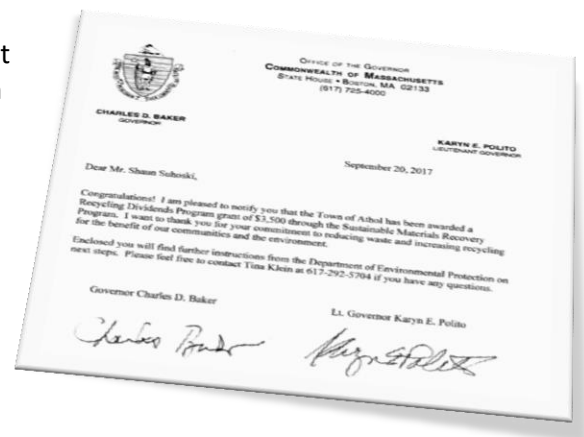 t
OFFICE OF THE GOVERNOR
COMMONWEALTH OF MASSACHUSETTS
STATE HOUSE • BOSTON, MA 02133
(617) 725-4000
CHARLES D. BAKER
GOVERNOR
KARYN E. POLITO
LIEUTENANT GOVERNOR
September 20, 2017
Dear Mr. Shaun Suhoski,
Congratulations! I am pleased to notify you that the Town of Athol has been awarded a
Recycling Dividends Program grant of $3,500 through the Sustainable Materials Recovery
Program. I want to thank you for your commitment to reducing waste and increasing recycling
for the benefit of our communities and the environment.
Enclosed you will find further instructions from the Department of Environmental Protection on
next steps. Please feel free to contact Tina Klein at 617-292-5704 if you have any questions.
Governor Charles D. Baker
Lt. Governor Karyn E. Polito